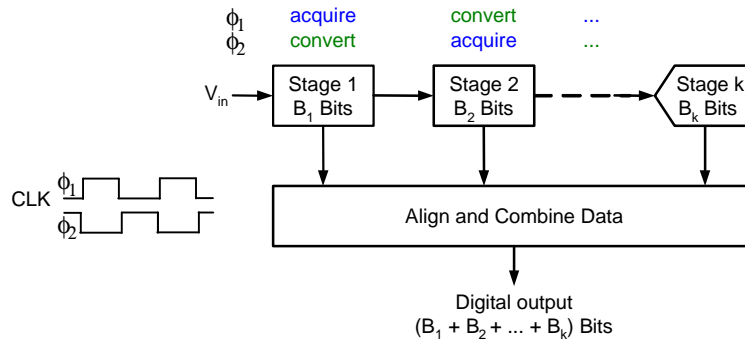 ϕ1 acquire convert ...
ϕ2 convert acquire ...
Vin
Stage 1
B1 Bits
Stage 2
B2 Bits
Stage k
Bk Bits
CLK
ϕ1
ϕ2
Align and Combine Data
Digital output
(B1 + B2 + ... + Bk) Bits